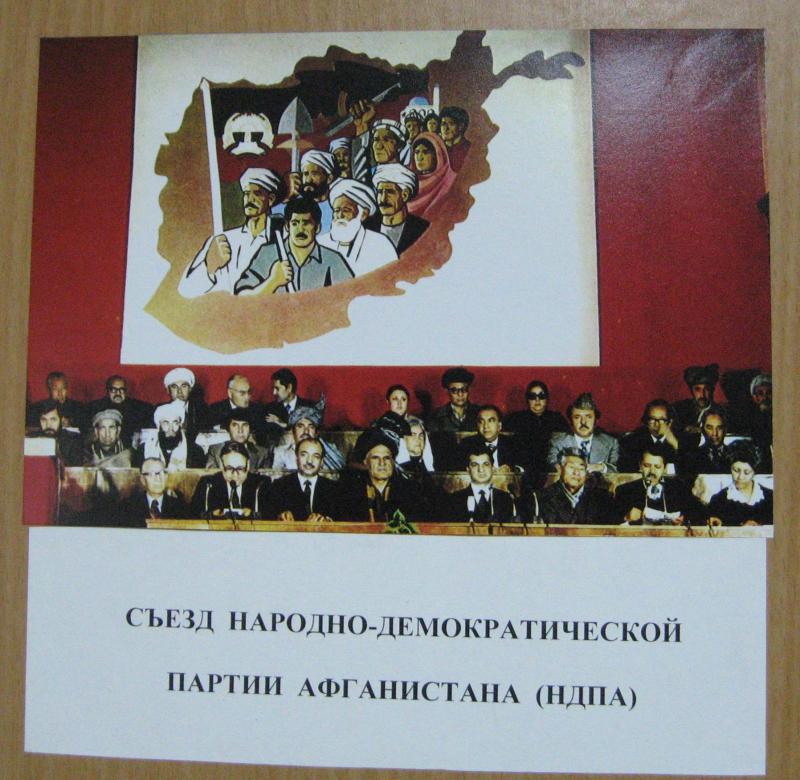 СЪЕЗД НАРОДНО-ДЕМОКРАТИЧЕСКОЙ
ПАРТИИ АФГАНИСТАНА (НДПА)